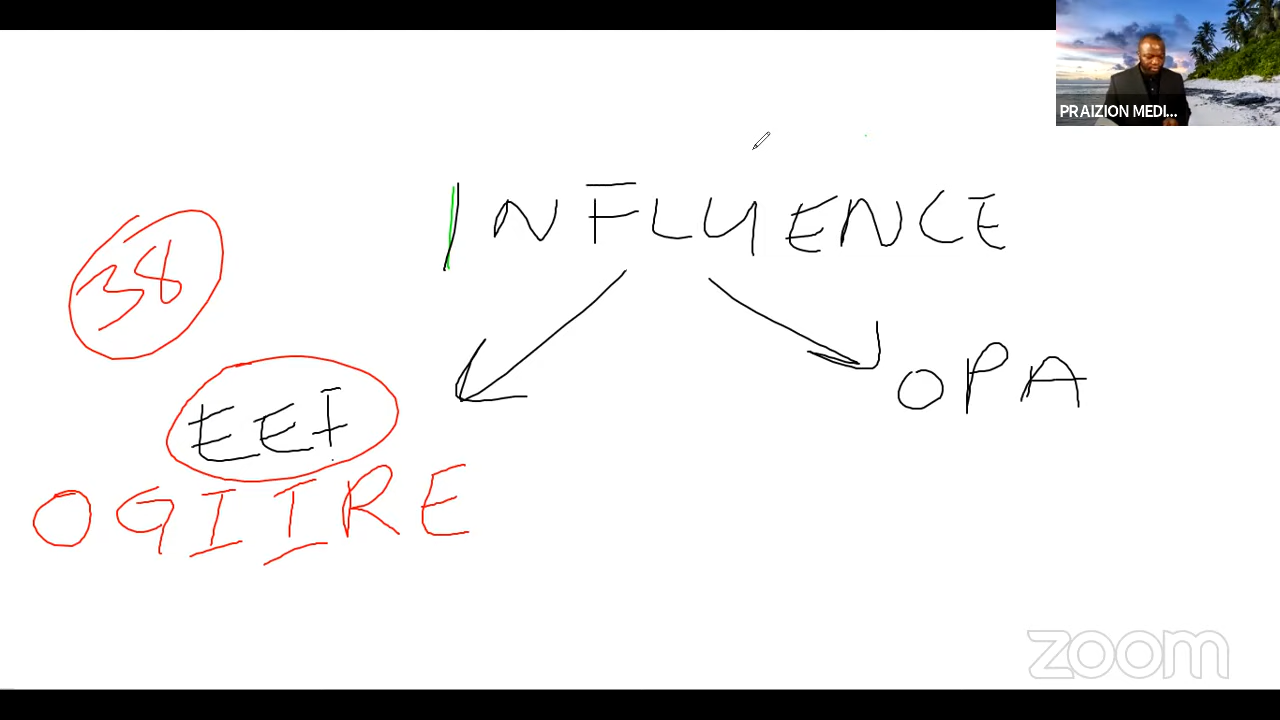 PRAIZION MEDI...
INFLUENCE
38
EEF
OPA
OGIIRE
zoom